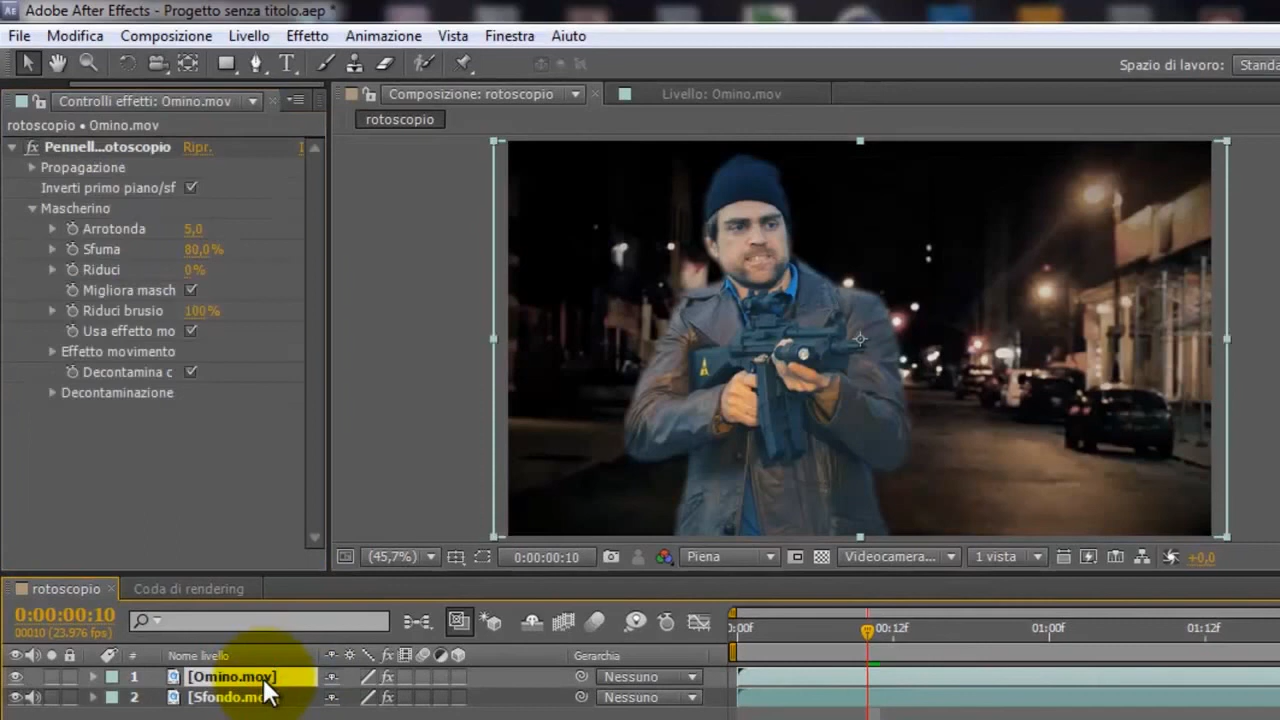 Adobe After Effects - Progetto senza titolo.aep *
File Modifica Composizione Livello Effetto Animazione Vista Finestra Aiuto
Spazio di lavoro: Standa
Controlli effetti: Omino.mov
Composizione: rotoscopio
Livello: Omino.mov
rotoscopio • Omino.mov
rotoscopio
Pennell...otoscopio Ripr.
Propagazione
Inverti primo piano/sf
Mascherino
Arrotonda 5,0
Sfuma 80,0%
Riduci 0%
Migliora masch
Riduci brusio 100%
Usa effetto mo
Effetto movimento
Decontamina c
Decontaminazione
(45,7%) 0:00:00:10 Piena Videocamera... 1 vista +0,0
rotoscopio Coda di rendering
0:00:00:10
00010 (23.976 fps)
0:00f 00:12f 01:00f 01:12f
# Nome livello Gerarchia
1 [Omino.mov] Nessuno
2 [Sfondo.mo Nessuno